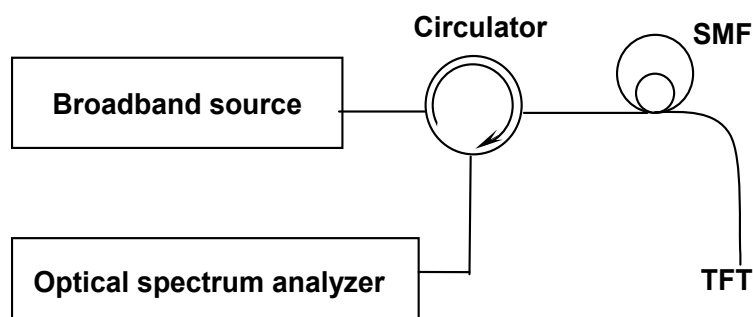 Circulator
SMF
Broadband source
Optical spectrum analyzer
TFT